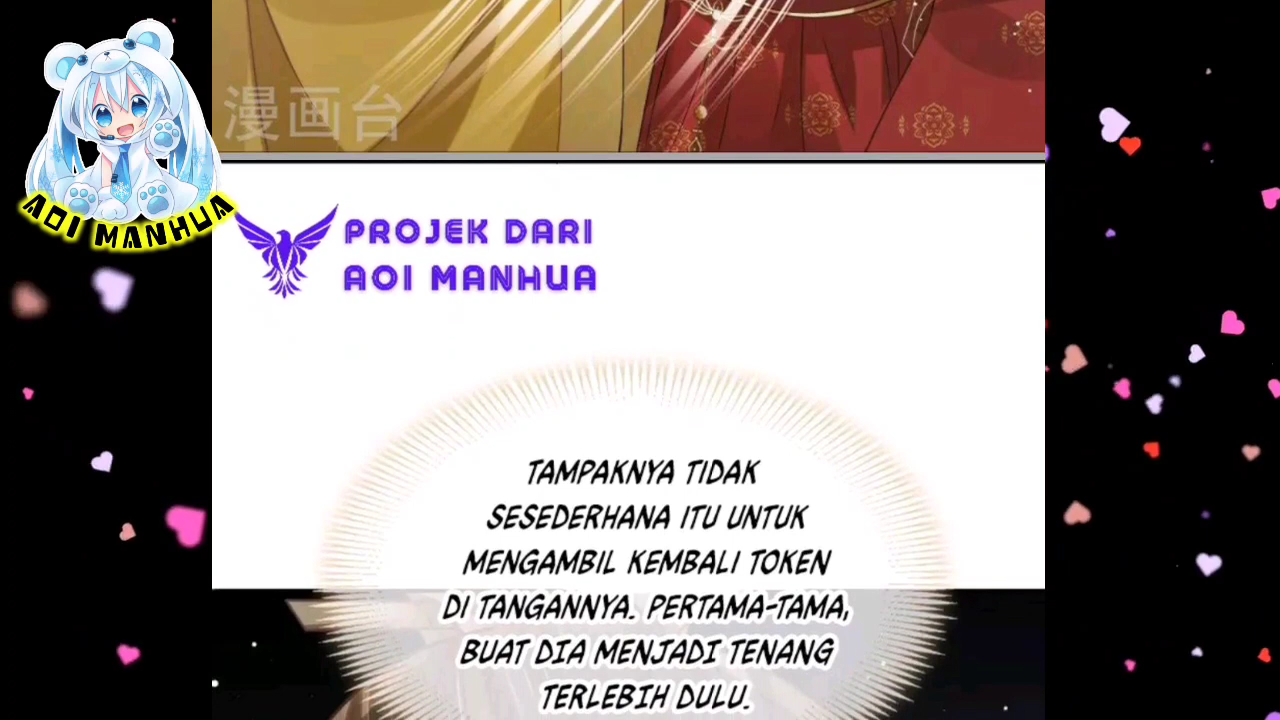 漫画台
AOI MANHUA
PROJEK DARI
AOI MANHUA
TAMPAKNYA TIDAK
SESEDERHANA ITU UNTUK
MENGAMBIL KEMBALI TOKEN
DI TANGANNYA. PERTAMA-TAMA,
BUAT DIA MENJADI TENANG
TERLEBIH DULU.